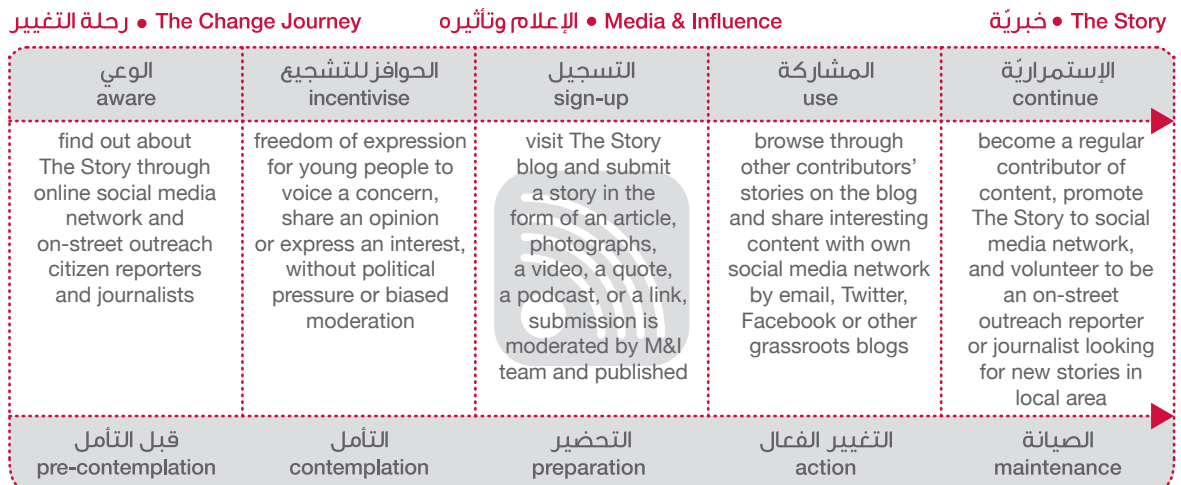 رحلة التغيير • The Change Journey
الإعلام وتأثيره • Media & Influence
خبريّة • The Story
الوعي
aware
الحوافز للتشجيع
incentivise
التسجيل
sign-up
المشاركة
use
الإستمراريّة
continue
find out about
The Story through
online social media
network and
on-street outreach
citizen reporters
and journalists
freedom of expression
for young people to
voice a concern,
share an opinion
or express an interest,
without political
pressure or biased
moderation
visit The Story
blog and submit
a story in the
form of an article,
photographs,
a video, a quote,
a podcast, or a link,
submission is
moderated by M&I
team and published
browse through
other contributors’
stories on the blog
and share interesting
content with own
social media network
by email, Twitter,
Facebook or other
grassroots blogs
become a regular
contributor of
content, promote
The Story to social
media network,
and volunteer to be
an on-street
outreach reporter
or journalist looking
for new stories in
local area
قبل التأمل
pre-contemplation
التأمل
contemplation
التحضير
preparation
التغيير الفعال
action
الصيانة
maintenance